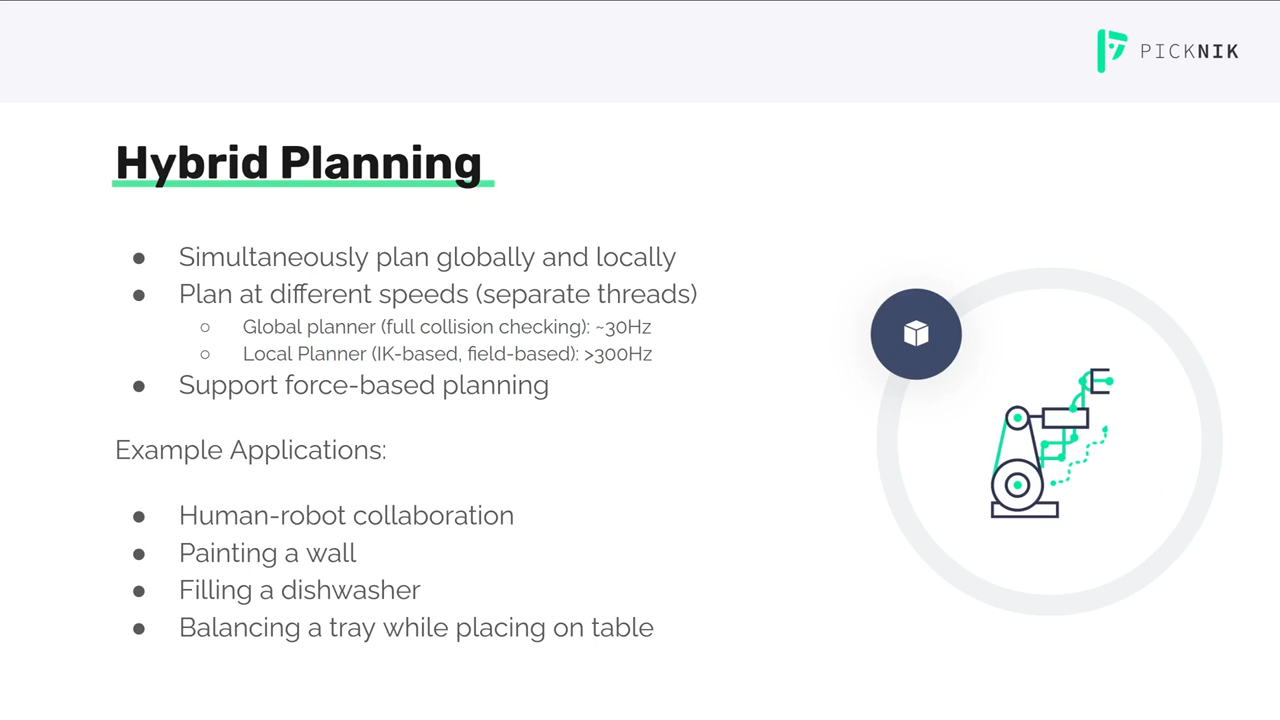 PICKNIK
Hybrid Planning
● Simultaneously plan globally and locally
● Plan at different speeds (separate threads)
○ Global planner (full collision checking): ~30Hz
○ Local Planner (IK-based, field-based): >300Hz
● Support force-based planning
Example Applications:
● Human-robot collaboration
● Painting a wall
● Filling a dishwasher
● Balancing a tray while placing on table